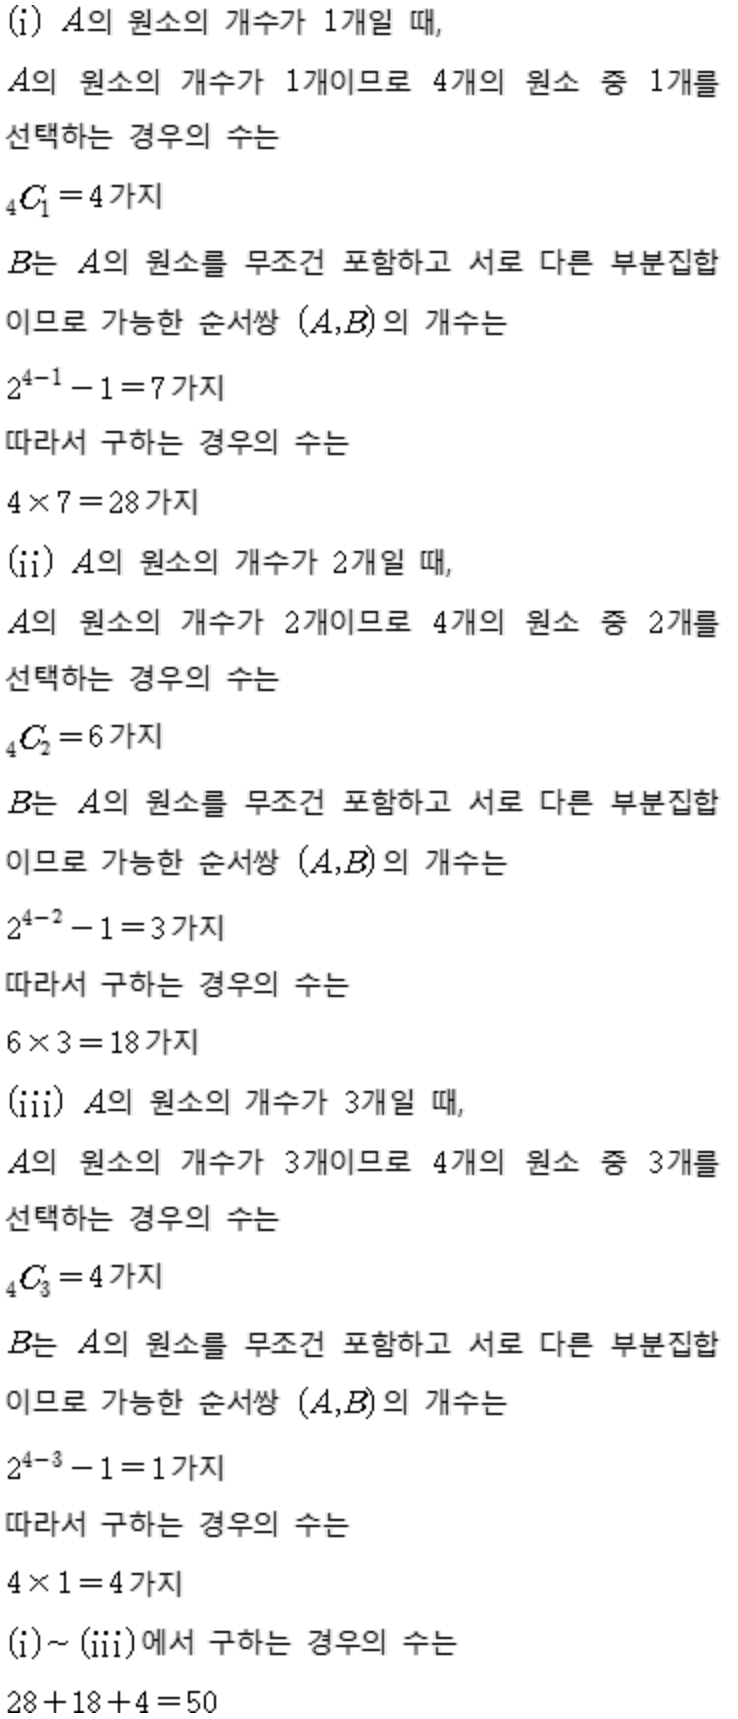 (i) A의 원소의 개수가 1개일 때,
A의 원소의 개수가 1개이므로 4개의 원소 중 1개를
선택하는 경우의 수는
₄C₁ = 4가지
B는 A의 원소를 무조건 포함하고 서로 다른 부분집합
이므로 가능한 순서쌍 (A,B)의 개수는
2⁴⁻¹ − 1 = 7가지
따라서 구하는 경우의 수는
4 × 7 = 28가지
(ii) A의 원소의 개수가 2개일 때,
A의 원소의 개수가 2개이므로 4개의 원소 중 2개를
선택하는 경우의 수는
₄C₂ = 6가지
B는 A의 원소를 무조건 포함하고 서로 다른 부분집합
이므로 가능한 순서쌍 (A,B)의 개수는
2⁴⁻² − 1 = 3가지
따라서 구하는 경우의 수는
6 × 3 = 18가지
(iii) A의 원소의 개수가 3개일 때,
A의 원소의 개수가 3개이므로 4개의 원소 중 3개를
선택하는 경우의 수는
₄C₃ = 4가지
B는 A의 원소를 무조건 포함하고 서로 다른 부분집합
이므로 가능한 순서쌍 (A,B)의 개수는
2⁴⁻³ − 1 = 1가지
따라서 구하는 경우의 수는
4 × 1 = 4가지
(i) ~ (iii)에서 구하는 경우의 수는
28 + 18 + 4 = 50